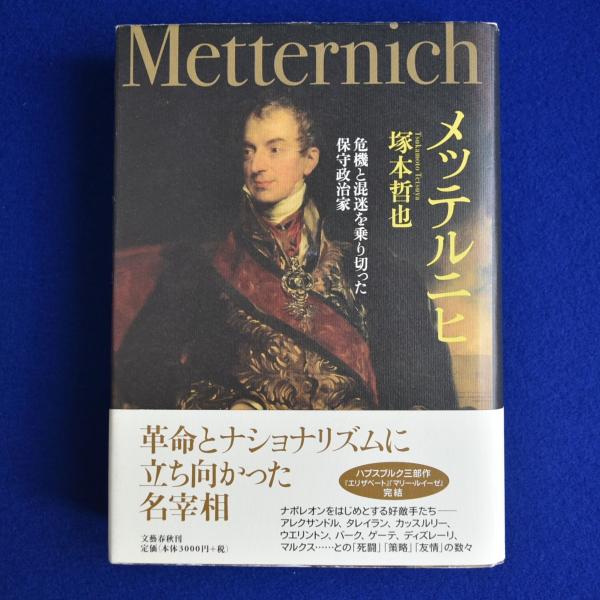 Metternich
メッテルニヒ
塚本哲也
Tsukamoto Tetsuya
危機と混迷を乗り切った
保守政治家
革命とナショナリズムに
立ち向かった
名宰相
ハプスブルク三部作
『エリザベート』『マリー・ルイーゼ』
完結
ナポレオンをはじめとする好敵手たち——
アレクサンドル、タレイラン、カッスルリー、
ウエリントン、バーク、ゲーテ、ディズレーリ、
マルクス……との「死闘」「策略」「友情」の数々
文藝春秋刊
定価(本体3000円+税)